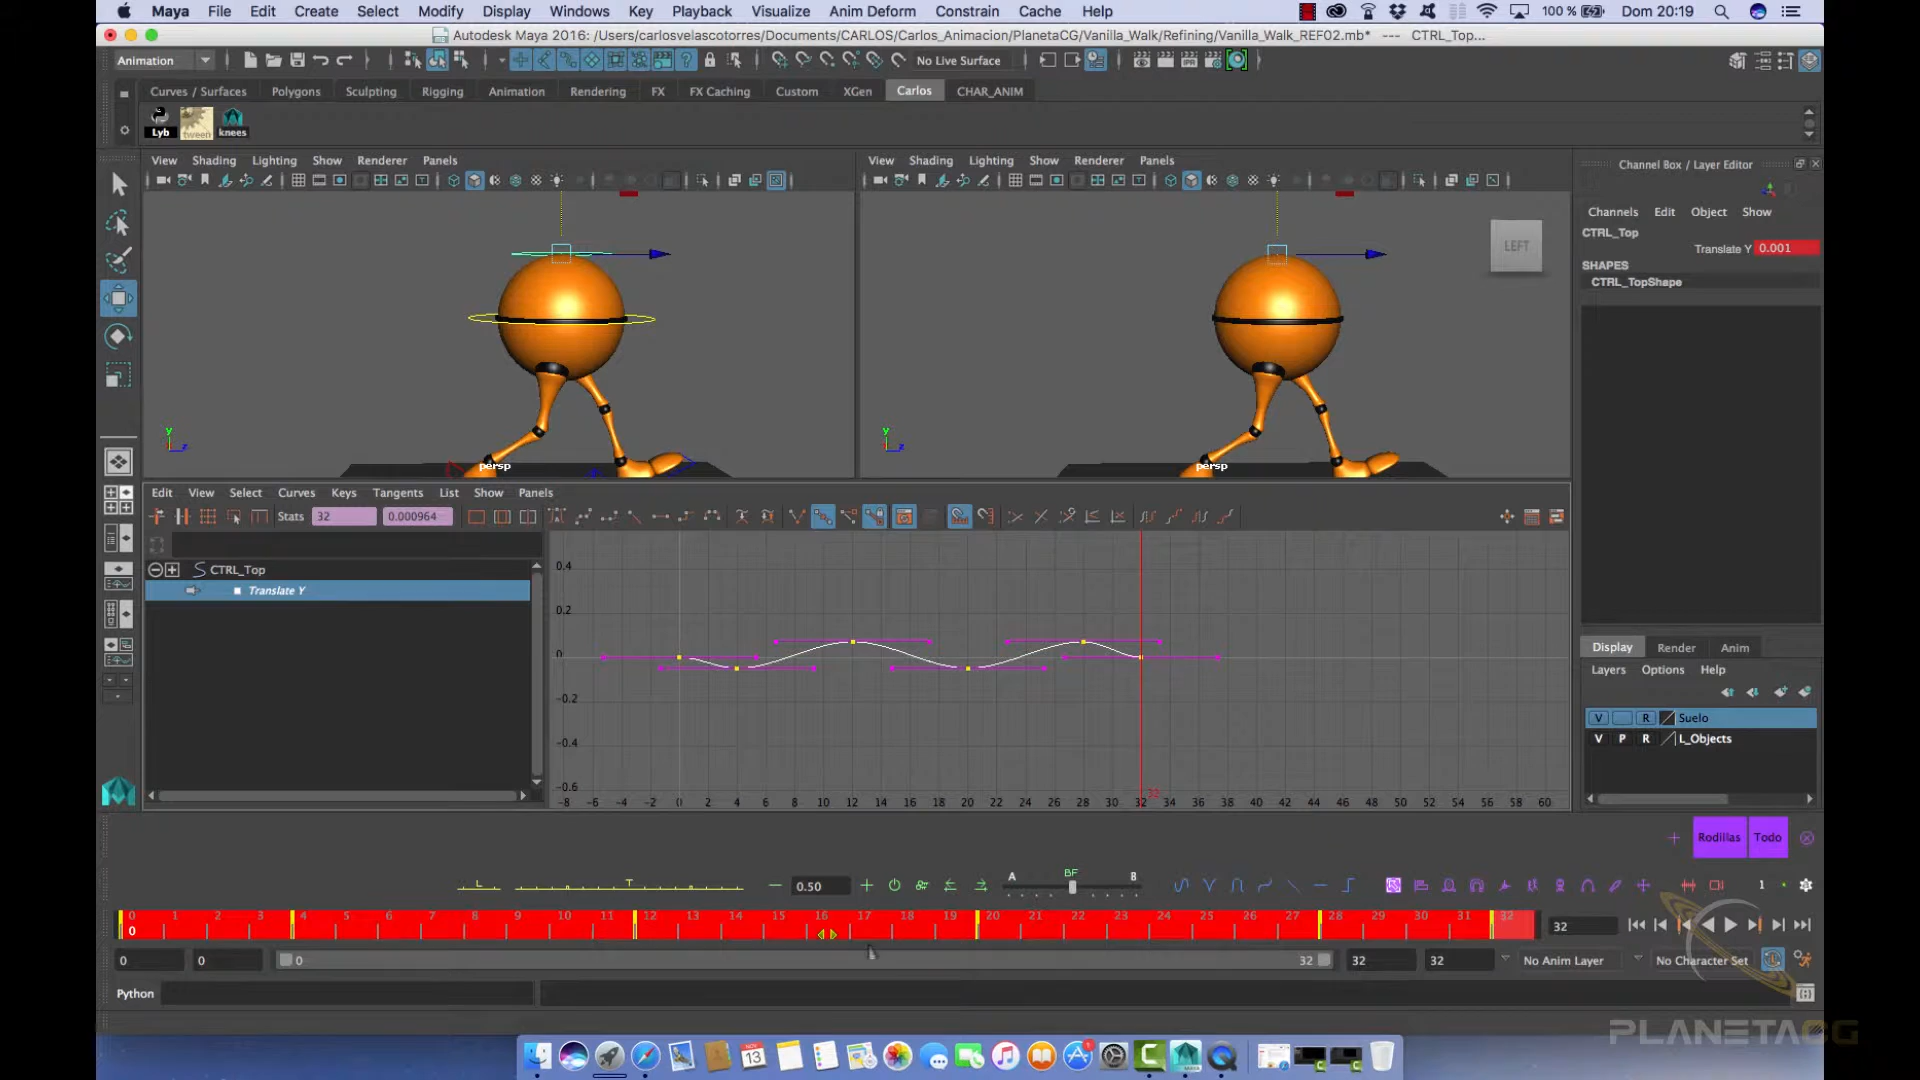 Maya File Edit Create Select Modify Display Windows Key Playback Visualize Anim Deform Constrain Cache Help 100 % Dom 20:19
Autodesk Maya 2016: /Users/carlosvelascotorres/Documents/CARLOS/Carlos_Animacion/PlanetaCG/Vanilla_Walk/Refining/Vanilla_Walk_REF02.mb* --- CTRL_Top...
Animation No Live Surface
Curves / Surfaces Polygons Sculpting Rigging Animation Rendering FX FX Caching Custom XGen Carlos CHAR_ANIM
Lyb tween knees
View Shading Lighting Show Renderer Panels
View Shading Lighting Show Renderer Panels
Channel Box / Layer Editor
Channels Edit Object Show
CTRL_Top
Translate Y 0.001
SHAPES
CTRL_TopShape
LEFT
y z
persp
y z
persp
Edit View Select Curves Keys Tangents List Show Panels
Stats 32 0.000964
CTRL_Top
Translate Y
0.4
0.2
0
-0.2
-0.4
-0.6
32
-8 -6 -4 -2 0 2 4 6 8 10 12 14 16 18 20 22 24 26 28 30 32 34 36 38 40 42 44 46 48 50 52 54 56 58 60
Display Render Anim
Layers Options Help
V R Suelo
V P R L_Objects
Rodillas Todo
L T 0.50 A BF B 1
0 1 2 3 4 5 6 7 8 9 10 11 12 13 14 15 16 17 18 19 20 21 22 23 24 25 26 27 28 29 30 31 32
0
32
0 0 0 32 32 32 No Anim Layer No Character Set
Python
PLANETACG
NOV
13
1